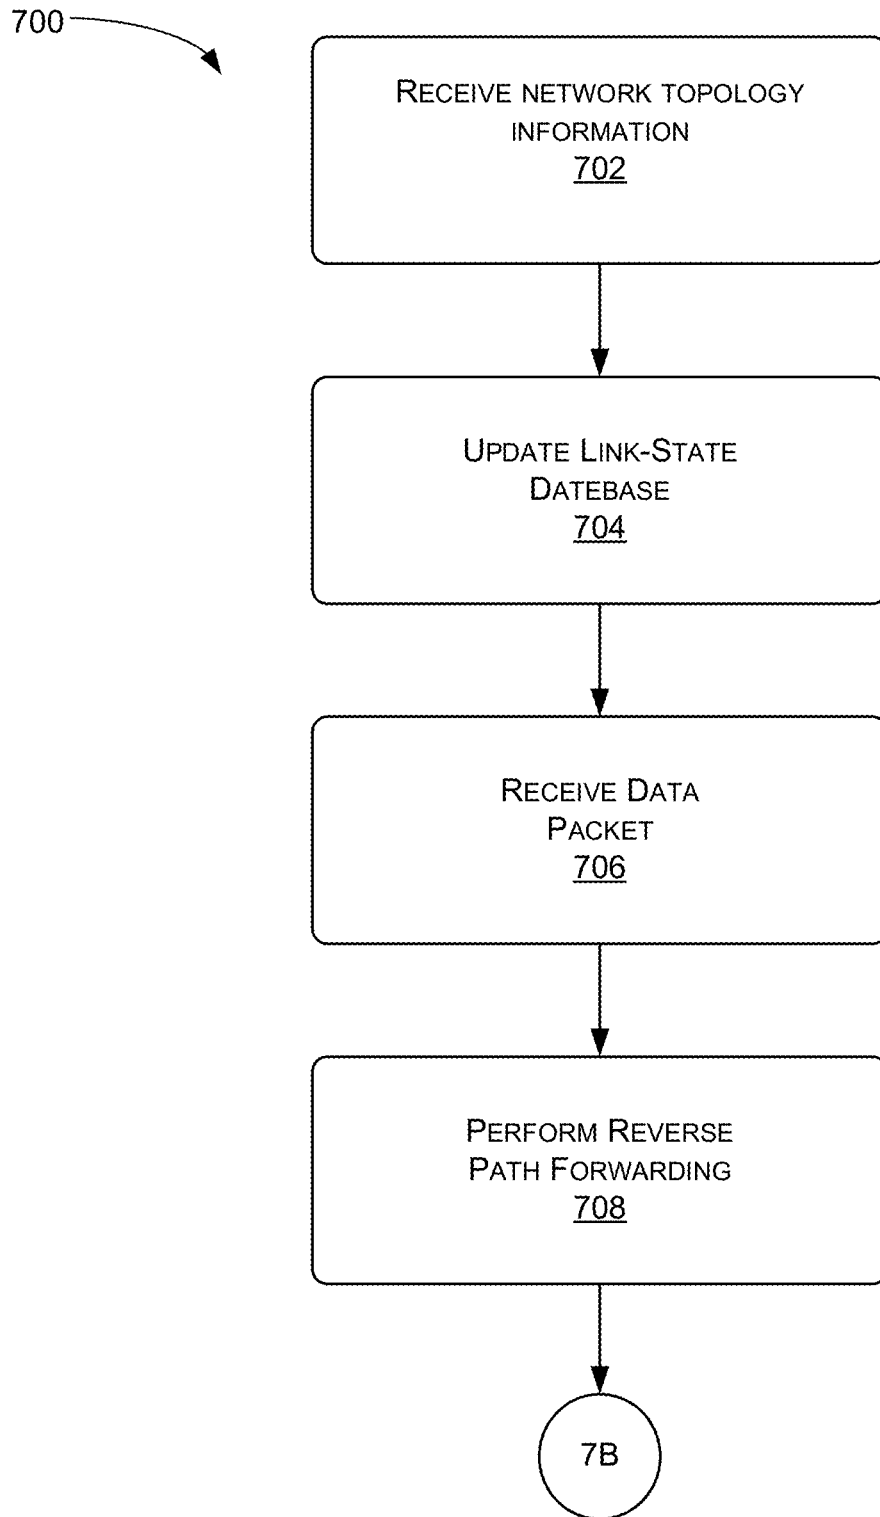 700
RECEIVE NETWORK TOPOLOGY
INFORMATION
702
UPDATE LINK-STATE
DATEBASE
704
RECEIVE DATA
PACKET
706
PERFORM REVERSE
PATH FORWARDING
708
7B